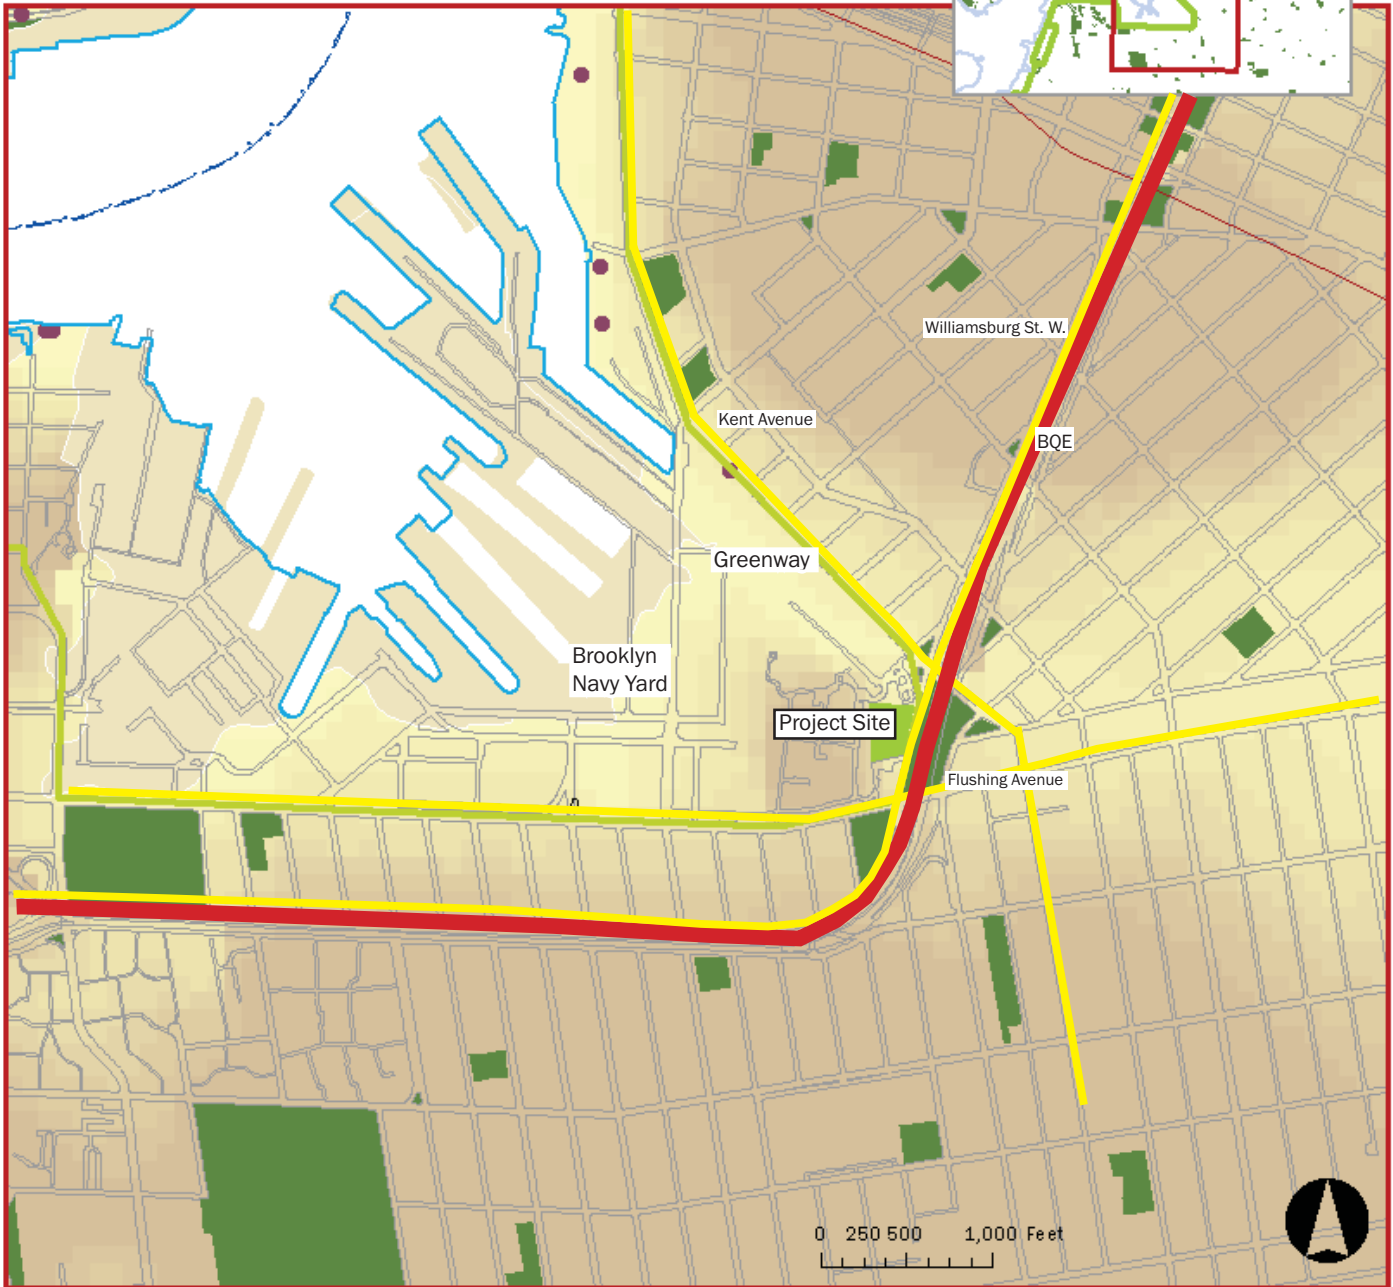 Williamsburg St. W.
Kent Avenue
BQE
Greenway
Brooklyn
Navy Yard
Project Site
Flushing Avenue
0 250 500 1,000 Feet